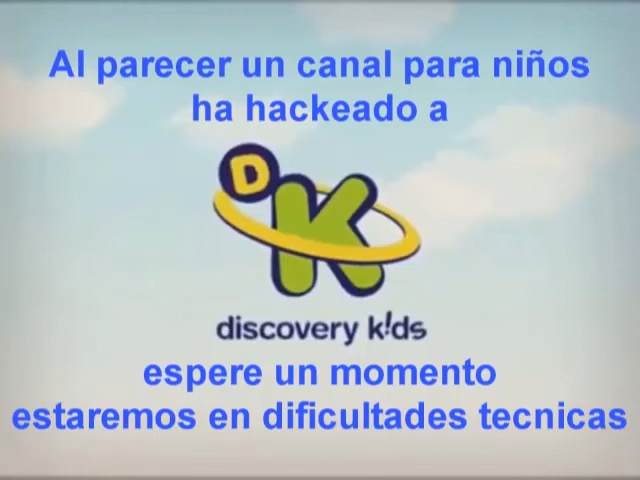 Al parecer un canal para niños
ha hackeado a
D
K
discovery k!ds
espere un momento
estaremos en dificultades tecnicas